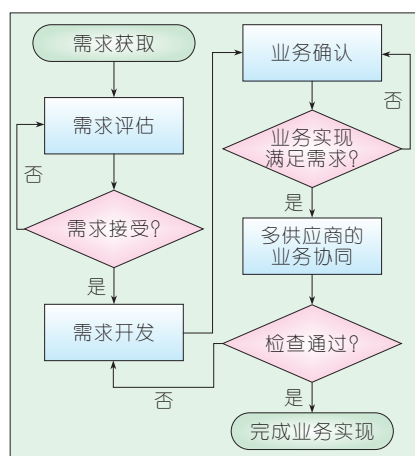 需求获取
需求评估
否
需求接受?
是
需求开发
业务确认
否
业务实现
满足需求?
是
多供应商的
业务协同
检查通过?
否
是
完成业务实现